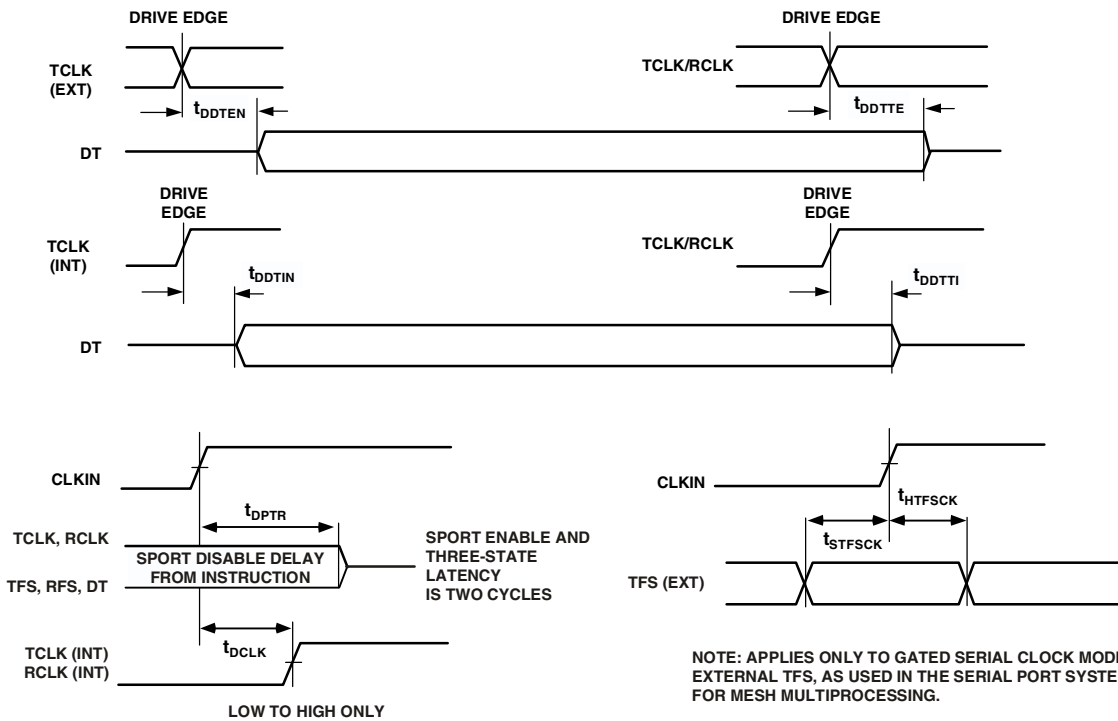 DRIVE EDGE
DRIVE EDGE
TCLK
(EXT)
TCLK/RCLK
tDDTEN
tDDTTE
DT
DRIVE
EDGE
DRIVE
EDGE
TCLK
(INT)
TCLK/RCLK
tDDTIN
tDDTTI
DT
CLKIN
tDPTR
TCLK, RCLK
SPORT DISABLE DELAY
FROM INSTRUCTION
TFS, RFS, DT
SPORT ENABLE AND
THREE-STATE
LATENCY
IS TWO CYCLES
tDCLK
TCLK (INT)
RCLK (INT)
LOW TO HIGH ONLY
CLKIN
tHTFSCK
tSTFSCK
TFS (EXT)
NOTE: APPLIES ONLY TO GATED SERIAL CLOCK MOD
EXTERNAL TFS, AS USED IN THE SERIAL PORT SYSTE
FOR MESH MULTIPROCESSING.